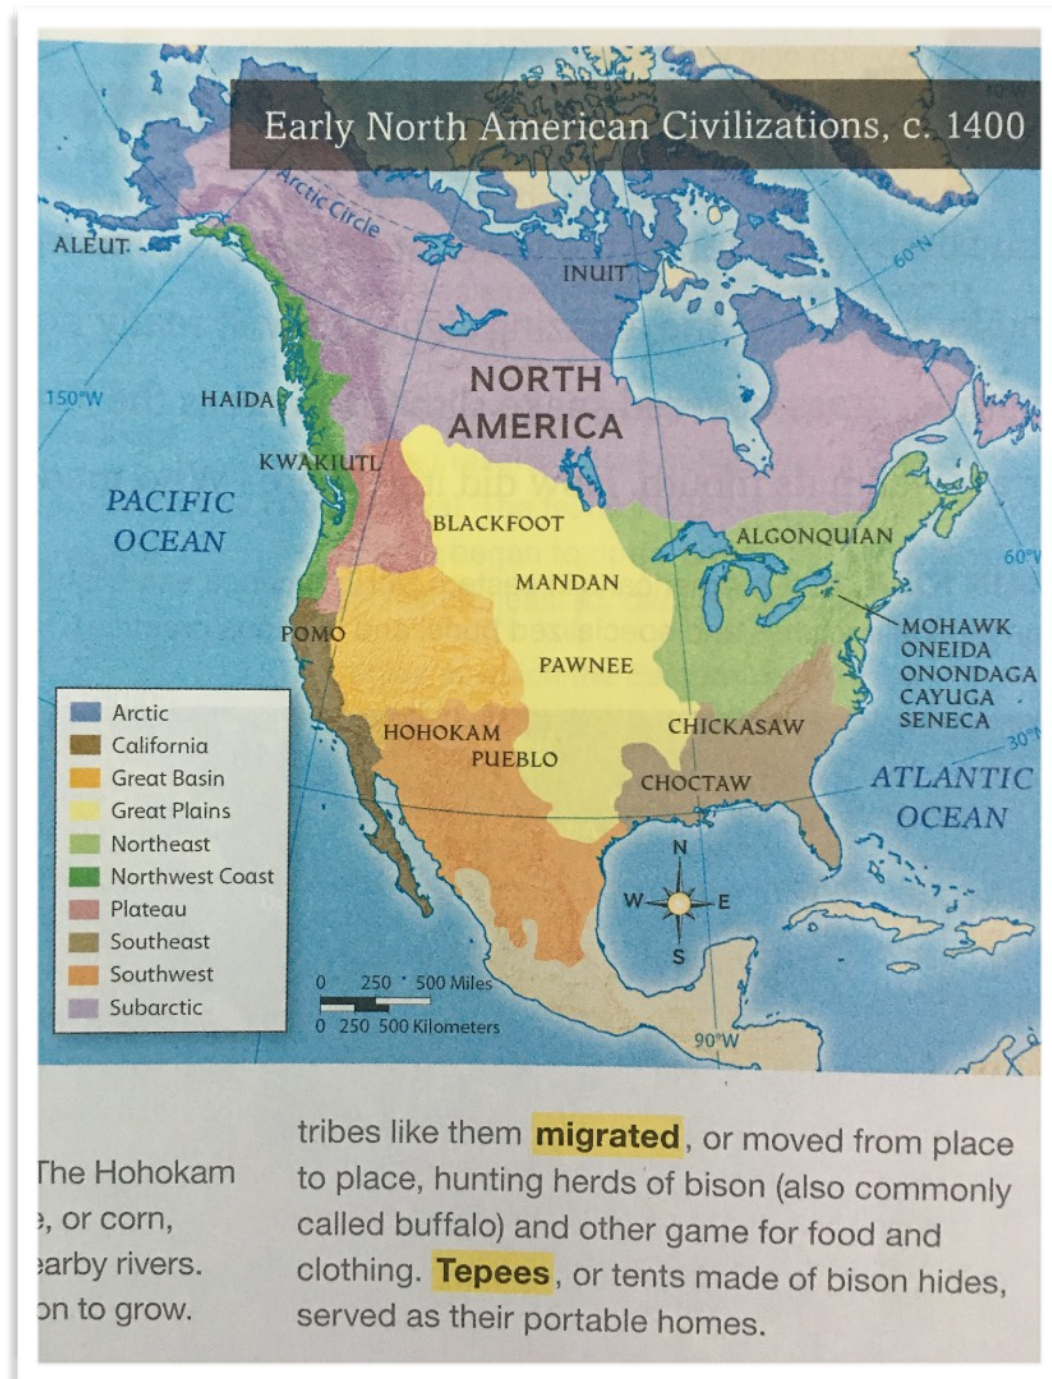 Early North American Civilizations, c. 1400
Arctic Circle
ALEUT
INUIT
60°N
NORTH
AMERICA
150°W
HAIDA
KWAKIUTL
PACIFIC
OCEAN
BLACKFOOT
ALGONQUIAN
60°
MANDAN
POMO
MOHAWK
ONEIDA
ONONDAGA
CAYUGA
SENECA
PAWNEE
HOHOKAM
PUEBLO
CHICKASAW
CHOCTAW
30°N
ATLANTIC
OCEAN
Arctic
California
Great Basin
Great Plains
Northeast
Northwest Coast
Plateau
Southeast
Southwest
Subarctic
N
W E
S
0 250 500 Miles
0 250 500 Kilometers
90°W
The Hohokam
, or corn,
rivers.
to grow.
tribes like them migrated, or moved from place
to place, hunting herds of bison (also commonly
called buffalo) and other game for food and
clothing. Tepees, or tents made of bison hides,
served as their portable homes.